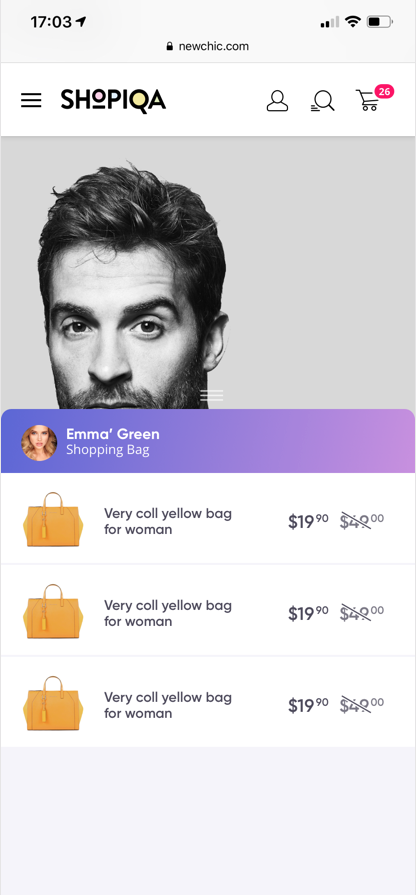 17:03
newchic.com
SHOPIQA
26
Emma’ Green
Shopping Bag
Very coll yellow bag
for woman
$19 90 $49 00
Very coll yellow bag
for woman
$19 90 $49 00
Very coll yellow bag
for woman
$19 90 $49 00